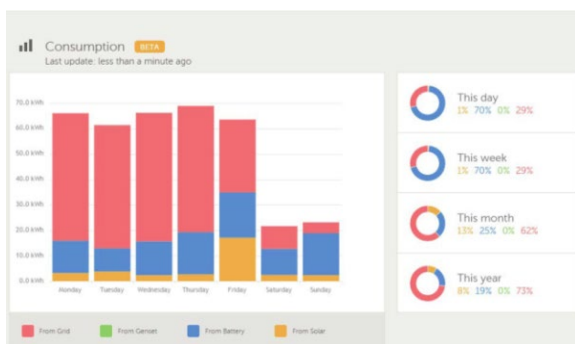 Consumption BETA
Last update: less than a minute ago
70.0 kWh
60.0 kWh
50.0 kWh
40.0 kWh
30.0 kWh
20.0 kWh
10.0 kWh
0.0 kWh
Monday Tuesday Wednesday Thursday Friday Saturday Sunday
From Grid From Genset From Battery From Solar
This day
1% 70% 0% 29%
This week
1% 70% 0% 29%
This month
13% 25% 0% 62%
This year
8% 19% 0% 73%